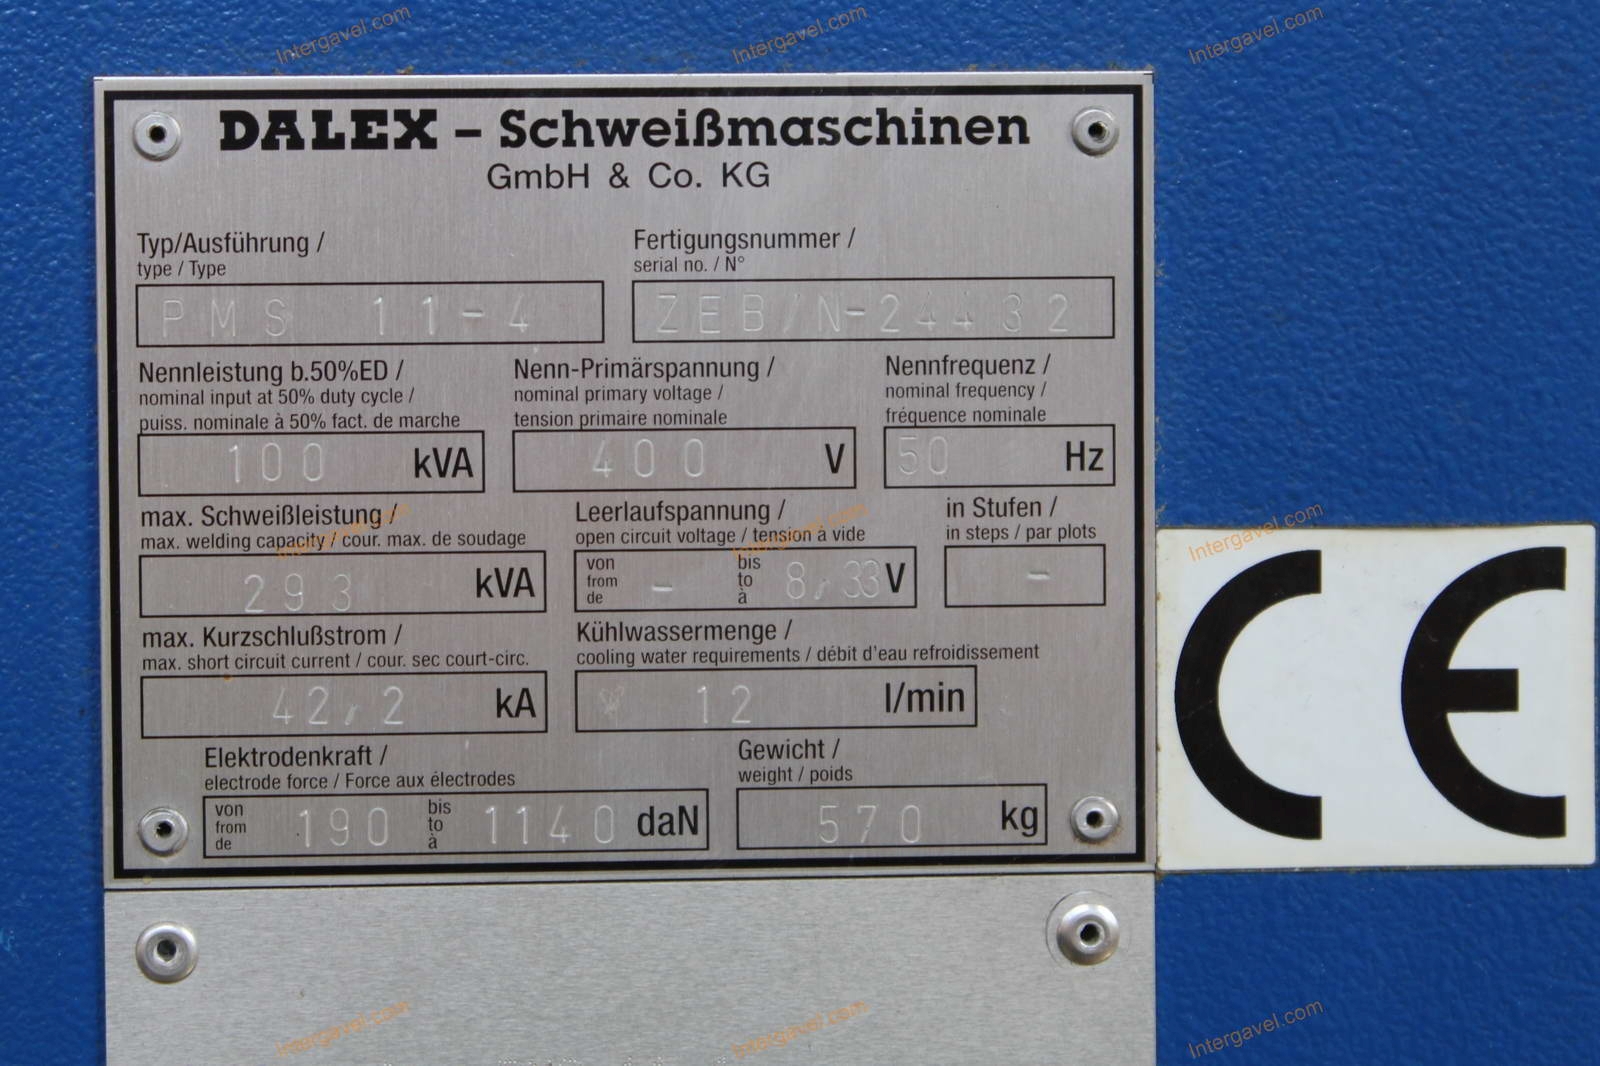 DALEX – Schweißmaschinen
GmbH & Co. KG
Typ/Ausführung /
type / Type
PMS 11-4
Fertigungsnummer /
serial no. / N°
ZEB/N-24432
Nennleistung b.50%ED /
nominal input at 50% duty cycle /
puiss. nominale à 50% fact. de marche
100 kVA
Nenn-Primärspannung /
nominal primary voltage /
tension primaire nominale
400 V
Nennfrequenz /
nominal frequency /
fréquence nominale
50 Hz
max. Schweißleistung /
max. welding capacity / cour. max. de soudage
293 kVA
Leerlaufspannung /
open circuit voltage / tension à vide
von
from
de
-
bis
to
à
8,33 V
in Stufen /
in steps / par plots
-
max. Kurzschlußstrom /
max. short circuit current / cour. sec court-circ.
42,2 kA
Kühlwassermenge /
cooling water requirements / débit d'eau refroidissement
12 l/min
Elektrodenkraft /
electrode force / Force aux électrodes
von
from
de
190
bis
to
à
1140 daN
Gewicht /
weight / poids
570 kg
CE
Intergavel.com
Intergavel.com
Intergavel.com
Intergavel.com
Intergavel.com
Intergavel.com
Intergavel.com
Intergavel.com
Intergavel.com